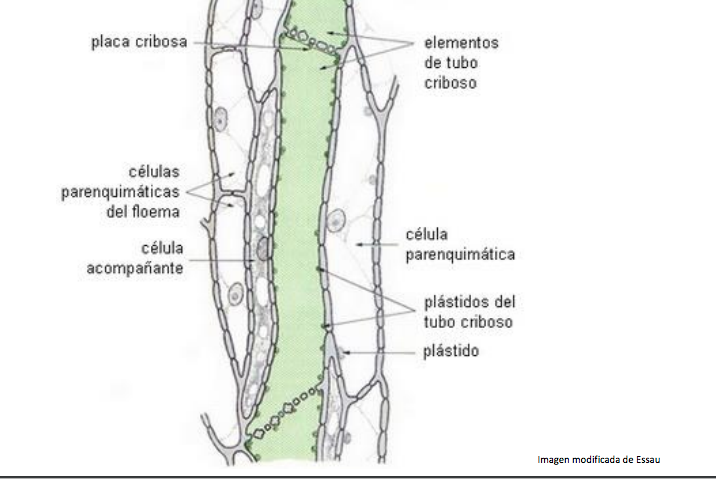 placa cribosa
elementos
de tubo
criboso
células
parenquimáticas
del floema
célula
acompañante
célula
parenquimática
plástidos del
tubo criboso
plástido
Imagen modificada de Essau